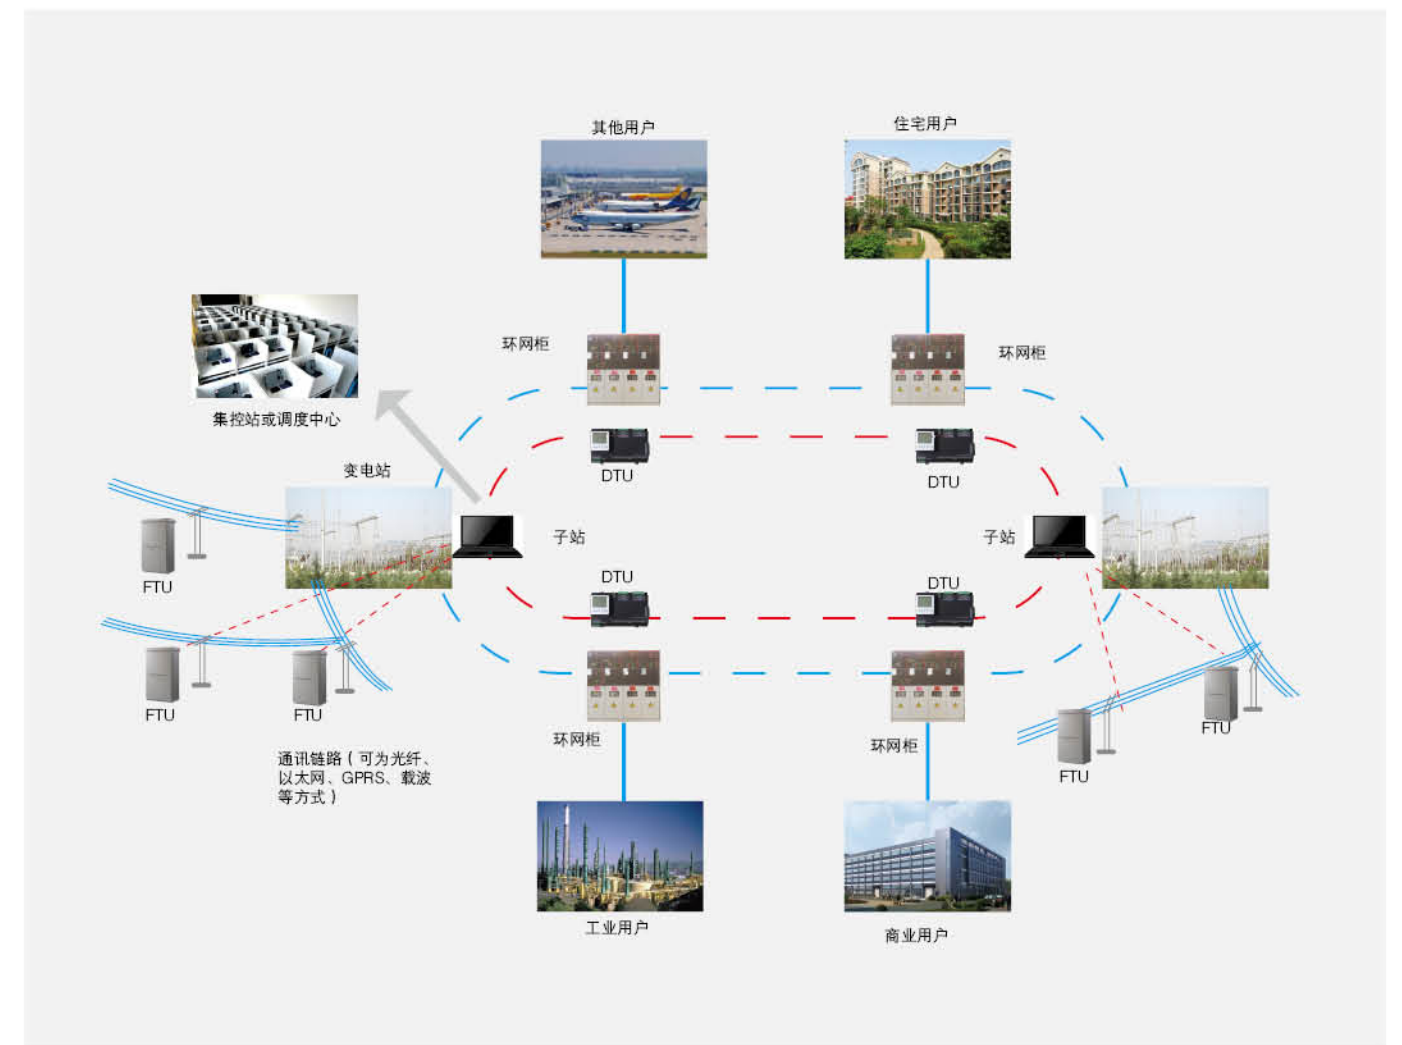 其他用户
住宅用户
环网柜
环网柜
集控站或调度中心
变电站
DTU
DTU
子站
子站
FTU
DTU
DTU
FTU
FTU
FTU
FTU
环网柜
环网柜
通讯链路（可为光纤、
以太网、GPRS、载波
等方式）
工业用户
商业用户